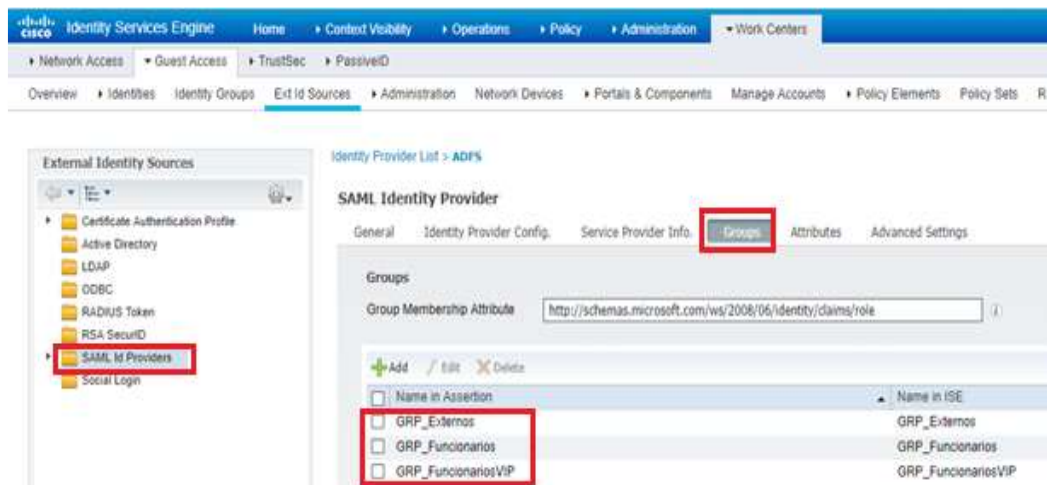 cisco Identity Services Engine Home Context Visibility Operations Policy Administration Work Centers
Network Access Guest Access TrustSec PassiveID
Overview Identities Identity Groups Ext Id Sources Administration Network Devices Portals & Components Manage Accounts Policy Elements Policy Sets R
External Identity Sources
Certificate Authentication Profile
Active Directory
LDAP
ODBC
RADIUS Token
RSA SecurID
SAML Id Providers
Social Login
Identity Provider List > ADFS
SAML Identity Provider
General Identity Provider Config. Service Provider Info. Groups Attributes Advanced Settings
Groups
Group Membership Attribute http://schemas.microsoft.com/ws/2008/06/identity/claims/role
Add Edit Delete
Name in Assertion Name in ISE
GRP_Externos GRP_Externos
GRP_Funcionarios GRP_Funcionarios
GRP_FuncionariosVIP GRP_FuncionariosVIP